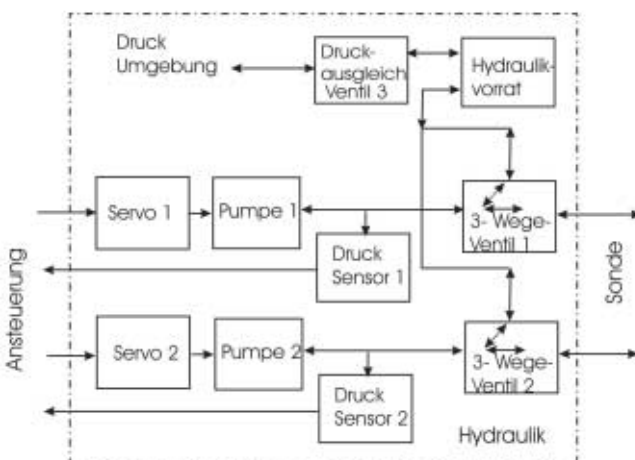 Druck
Umgebung
Druck-
ausgleich
Ventil 3
Hydraulik-
vorrat
Servo 1
Pumpe 1
3- Wege-
Ventil 1
Druck
Sensor 1
Ansteuerung
Sonde
Servo 2
Pumpe 2
3- Wege-
Ventil 2
Druck
Sensor 2
Hydraulik